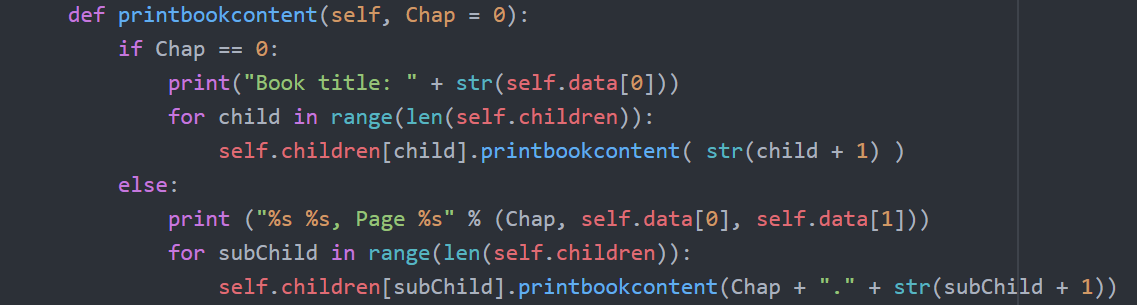 def printbookcontent(self, Chap = 0):
if Chap == 0:
print("Book title: " + str(self.data[0]))
for child in range(len(self.children)):
self.children[child].printbookcontent( str(child + 1) )
else:
print ("%s %s, Page %s" % (Chap, self.data[0], self.data[1]))
for subChild in range(len(self.children)):
self.children[subChild].printbookcontent(Chap + "." + str(subChild + 1))